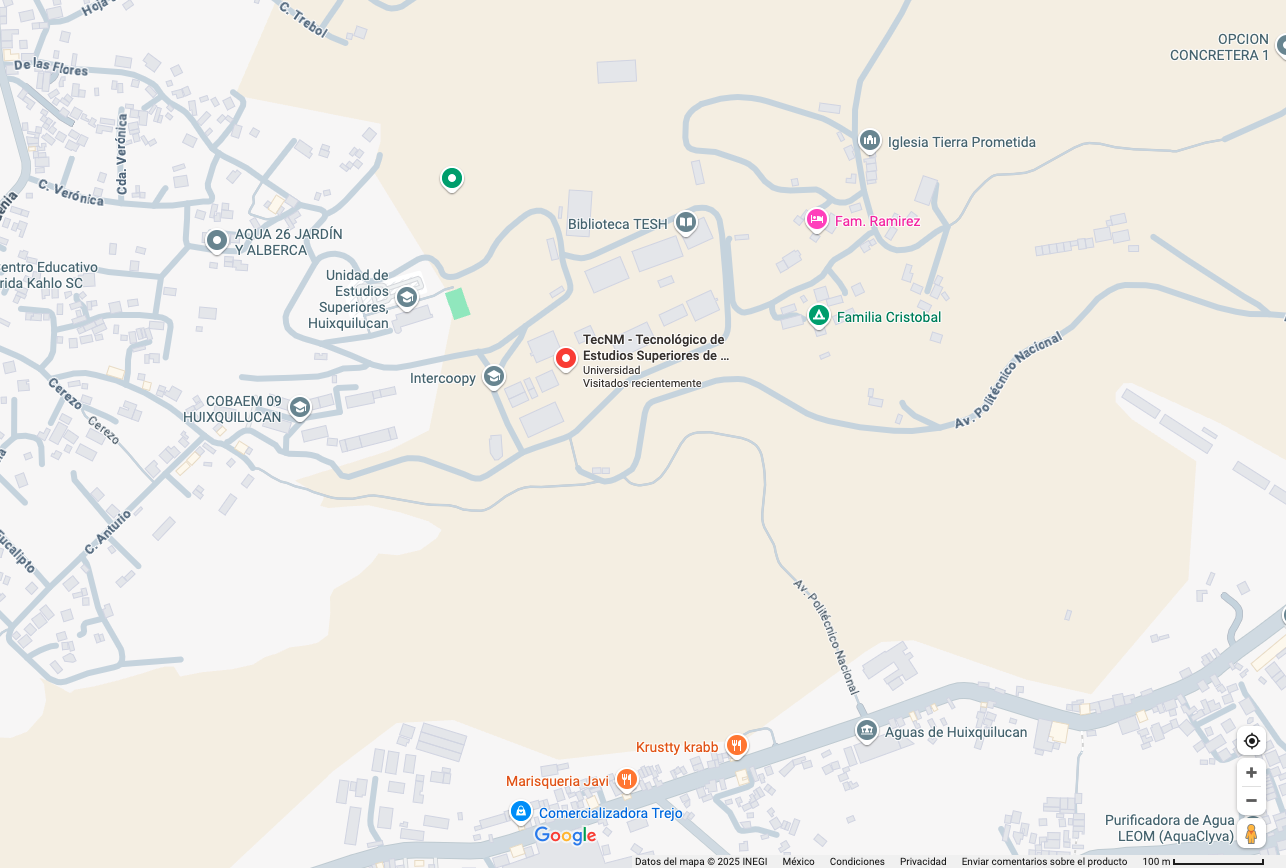 Hoja
C. Trebol
OPCION
CONCRETERA 1
De las Flores
Cda. Verónica
Iglesia Tierra Prometida
C. Verónica
Biblioteca TESH
Fam. Ramirez
AQUA 26 JARDÍN
Y ALBERCA
entro Educativo
rida Kahlo SC
Unidad de
Estudios
Superiores,
Huixquilucan
Familia Cristobal
TecNM - Tecnológico de
Estudios Superiores de ...
Universidad
Visitados recientemente
Av. Politécnico Nacional
Intercoopy
Cerezo
Cerezo
COBAEM 09
HUIXQUILUCAN
C. Anturio
Eucalipto
Av. Politécnico Nacional
Aguas de Huixquilucan
Krustty krabb
Marisqueria Javi
Comercializadora Trejo
Purificadora de Agua
LEOM (AquaClyva)
Google
Datos del mapa © 2025 INEGI México Condiciones Privacidad Enviar comentarios sobre el producto 100 m